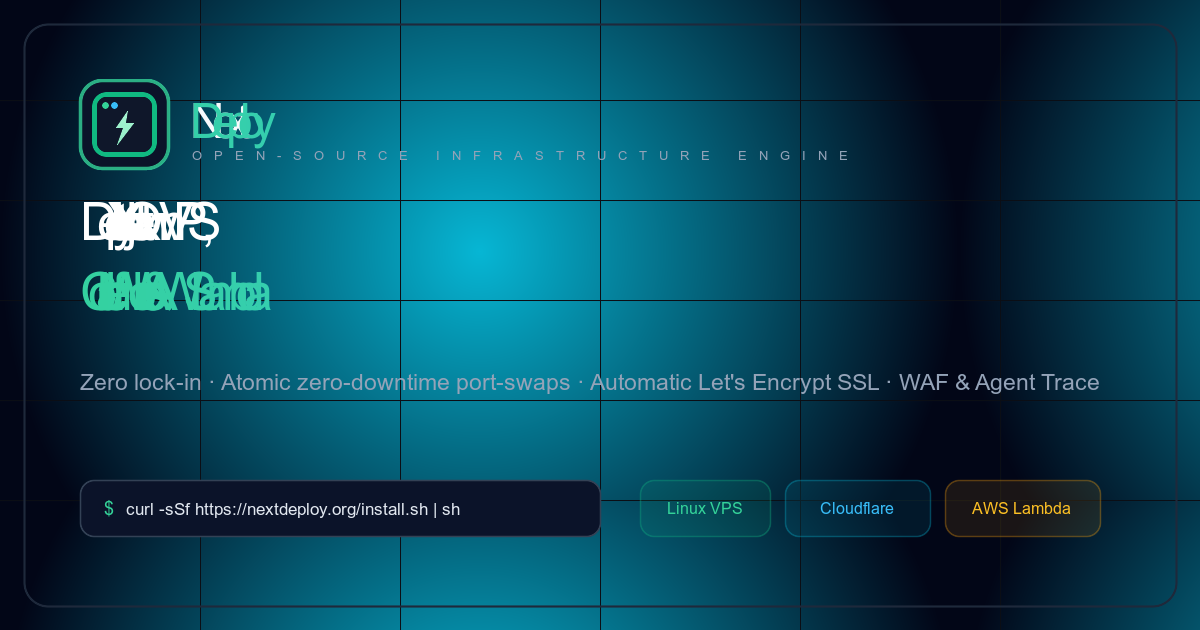 OPEN-SOURCE INFRASTRUCTURE ENGINE
Zero lock-in · Atomic zero-downtime port-swaps · Automatic Let's Encrypt SSL · WAF & Agent Trace
$ curl -sSf https://nextdeploy.org/install.sh | sh
Linux VPS
Cloudflare
AWS Lambda